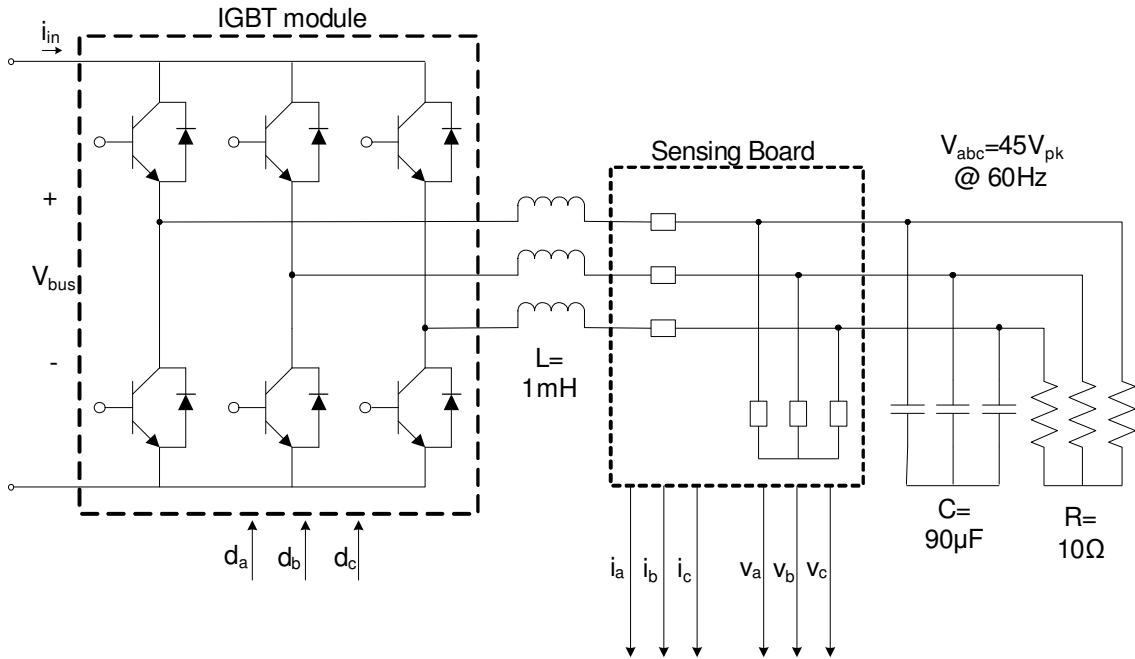 IGBT module
i_in
+
V_bus
-
L=
1mH
Sensing Board
V_abc=45V_pk
@ 60Hz
C=
90µF
R=
10Ω
d_a
d_b
d_c
i_a
i_b
i_c
v_a
v_b
v_c